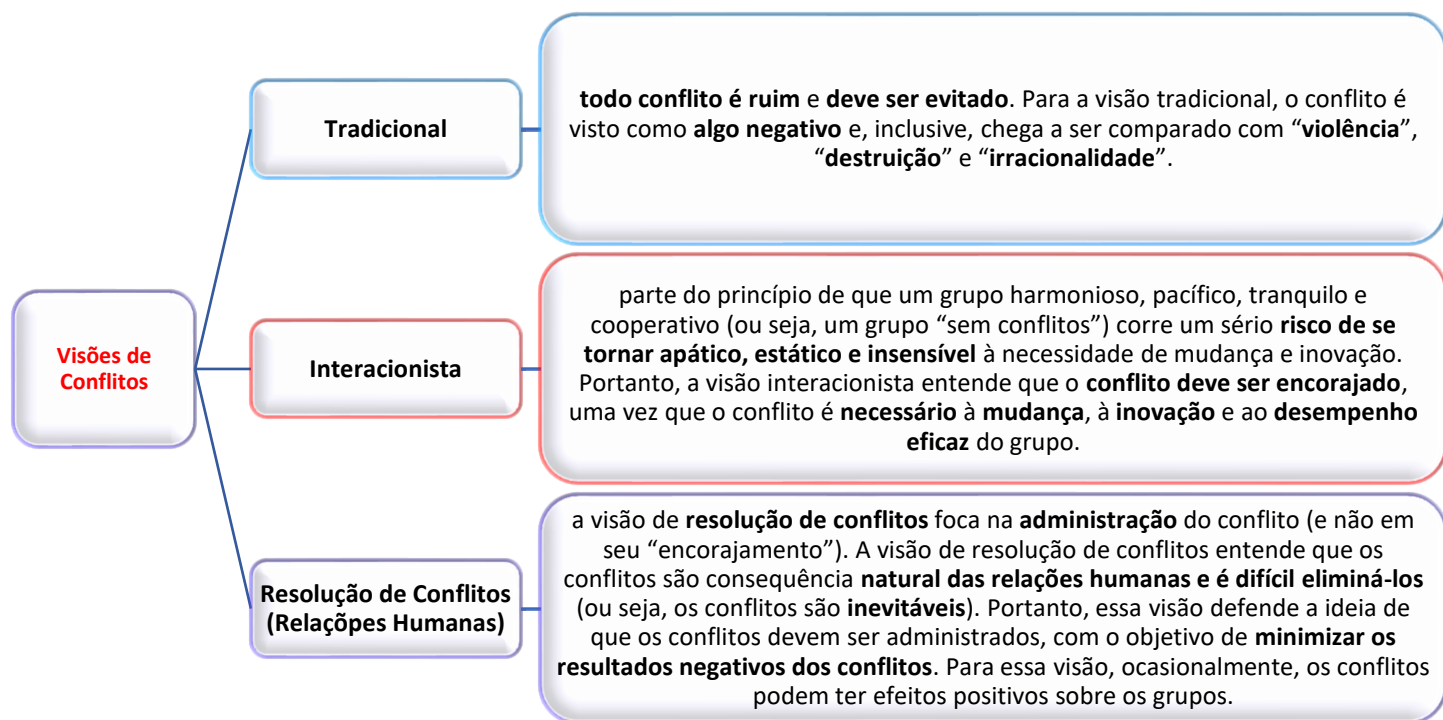 Visões de
Conflitos
Tradicional
todo conflito é ruim e deve ser evitado. Para a visão tradicional, o conflito é
visto como algo negativo e, inclusive, chega a ser comparado com “violência”,
“destruição” e “irracionalidade”.
Interacionista
parte do princípio de que um grupo harmonioso, pacífico, tranquilo e
cooperativo (ou seja, um grupo “sem conflitos”) corre um sério risco de se
tornar apático, estático e insensível à necessidade de mudança e inovação.
Portanto, a visão interacionista entende que o conflito deve ser encorajado,
uma vez que o conflito é necessário à mudança, à inovação e ao desempenho
eficaz do grupo.
Resolução de Conflitos
(Relaçõpes Humanas)
a visão de resolução de conflitos foca na administração do conflito (e não em
seu “encorajamento”). A visão de resolução de conflitos entende que os
conflitos são consequência natural das relações humanas e é difícil eliminá-los
(ou seja, os conflitos são inevitáveis). Portanto, essa visão defende a ideia de
que os conflitos devem ser administrados, com o objetivo de minimizar os
resultados negativos dos conflitos. Para essa visão, ocasionalmente, os conflitos
podem ter efeitos positivos sobre os grupos.